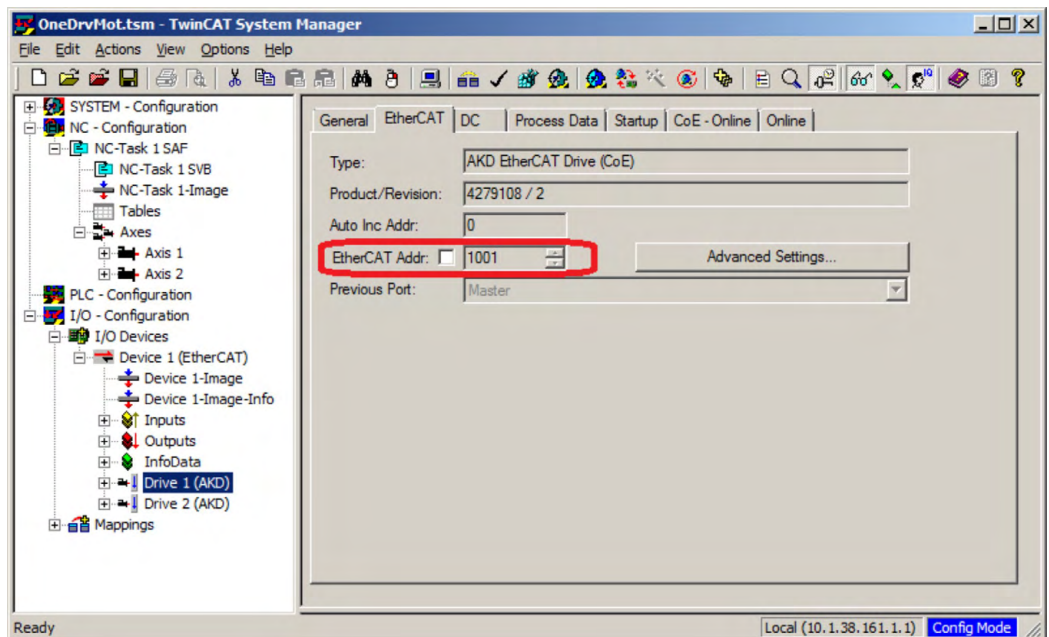 OneDrvMot.tsm - TwinCAT System Manager
File Edit Actions View Options Help
SYSTEM - Configuration
NC - Configuration
NC-Task 1 SAF
NC-Task 1 SVB
NC-Task 1-Image
Tables
Axes
Axis 1
Axis 2
PLC - Configuration
I/O - Configuration
I/O Devices
Device 1 (EtherCAT)
Device 1-Image
Device 1-Image-Info
Inputs
Outputs
InfoData
Drive 1 (AKD)
Drive 2 (AKD)
Mappings
General EtherCAT DC Process Data Startup CoE - Online Online
Type: AKD EtherCAT Drive (CoE)
Product/Revision: 4279108 / 2
Auto Inc Addr: 0
EtherCAT Addr: 1001 Advanced Settings...
Previous Port: Master
Ready Local (10.1.38.161.1.1) Config Mode